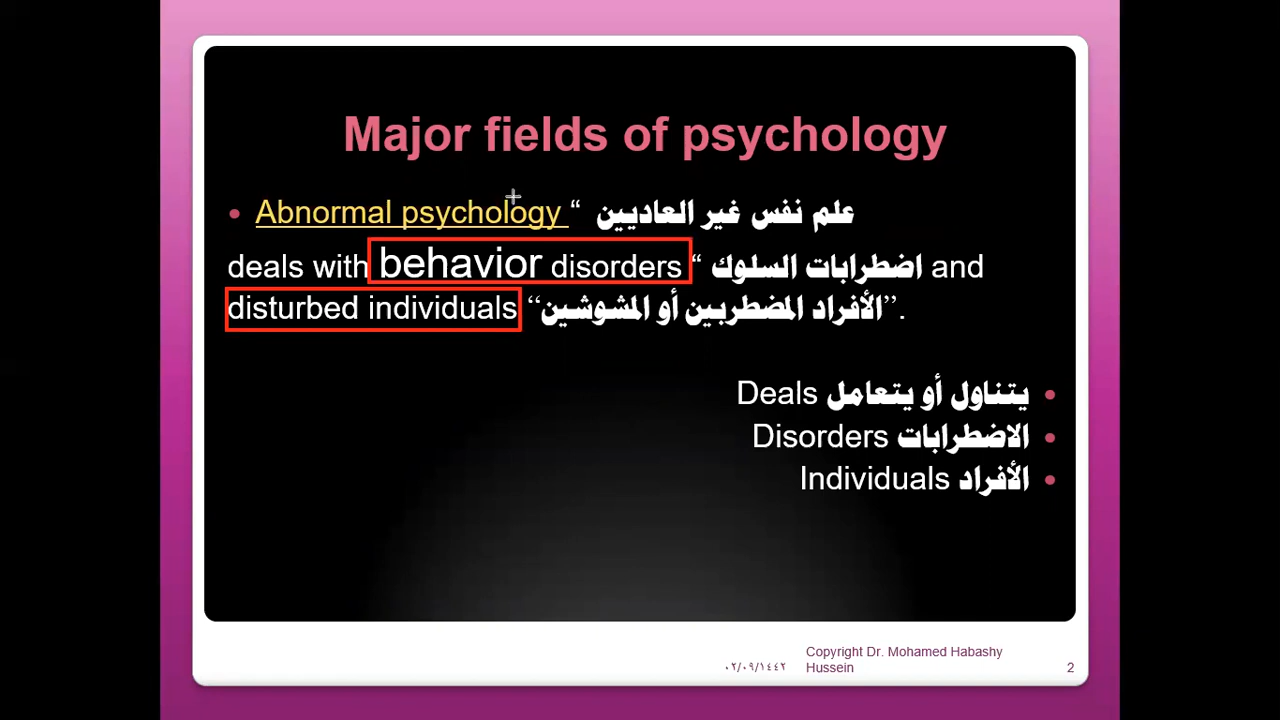 Major fields of psychology
• Abnormal psychology “ علم نفس غير العاديين
deals with behavior disorders “ اضطرابات السلوك and
disturbed individuals “الأفراد المضطربين أو المشوشين”.
• يتناول أو يتعامل Deals
• الاضطرابات Disorders
• الأفراد Individuals
٠٢/٠٩/١٤٤٢
Copyright Dr. Mohamed Habashy
Hussein
2